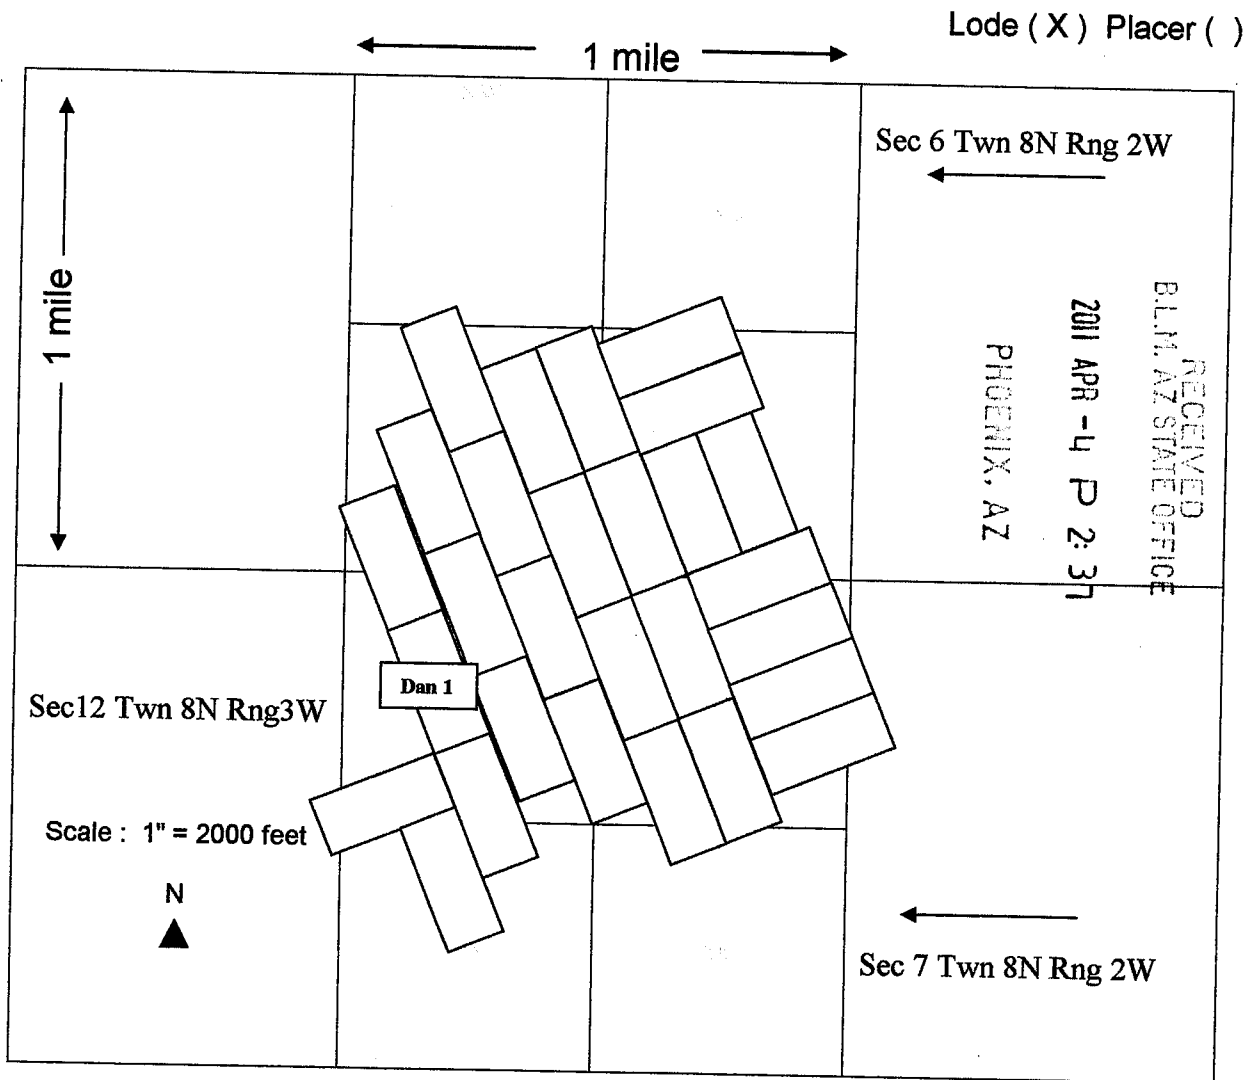 Lode ( X ) Placer ( )
1 mile
Sec 6 Twn 8N Rng 2W
1 mile
RECEIVED
B.L.M. AZ STATE OFFICE
2011 APR -4 P 2: 37
PHOENIX, AZ
Dan 1
Sec12 Twn 8N Rng3W
Scale : 1" = 2000 feet
N
Sec 7 Twn 8N Rng 2W